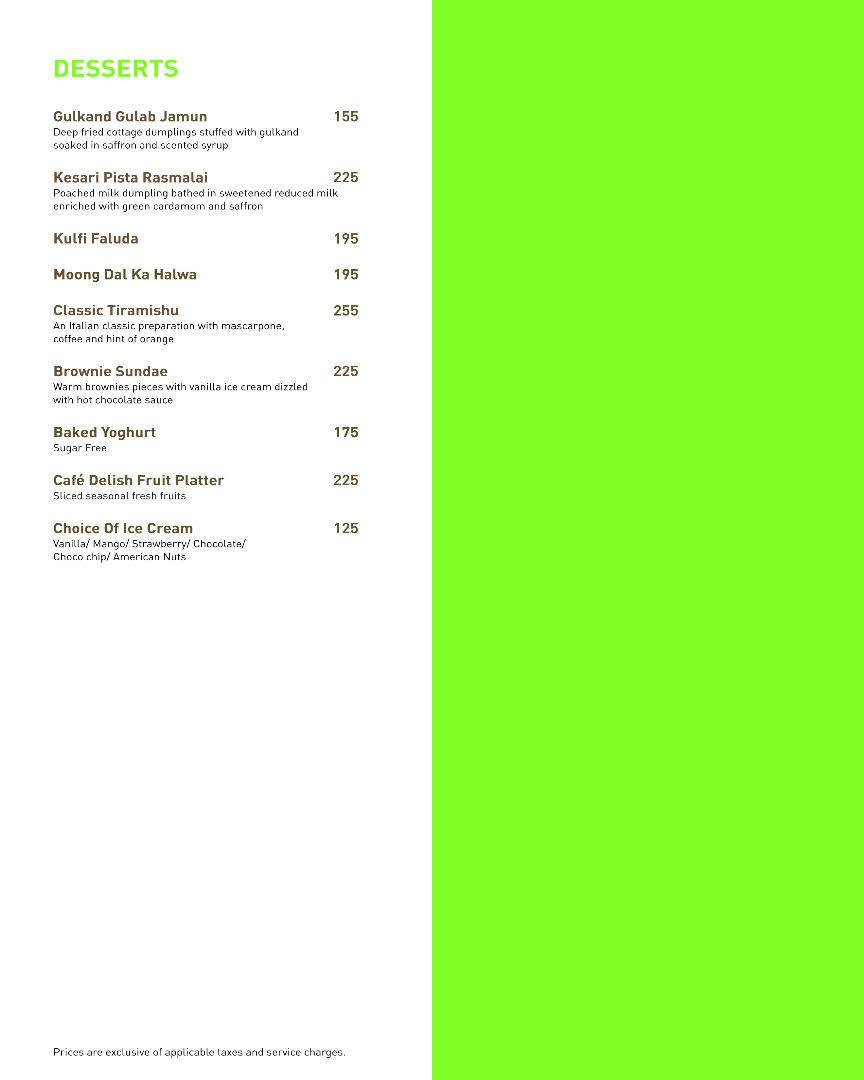 DESSERTS
Gulkand Gulab Jamun 155
Deep fried cottage dumplings stuffed with gulkand
soaked in saffron and scented syrup
Kesari Pista Rasmalai 225
Poached milk dumpling bathed in sweetened reduced milk
enriched with green cardamom and saffron
Kulfi Faluda 195
Moong Dal Ka Halwa 195
Classic Tiramishu 255
An Italian classic preparation with mascarpone,
coffee and hint of orange
Brownie Sundae 225
Warm brownies pieces with vanilla ice cream dizzled
with hot chocolate sauce
Baked Yoghurt 175
Sugar Free
Café Delish Fruit Platter 225
Sliced seasonal fresh fruits
Choice Of Ice Cream 125
Vanilla/ Mango/ Strawberry/ Chocolate/
Choco chip/ American Nuts
Prices are exclusive of applicable taxes and service charges.